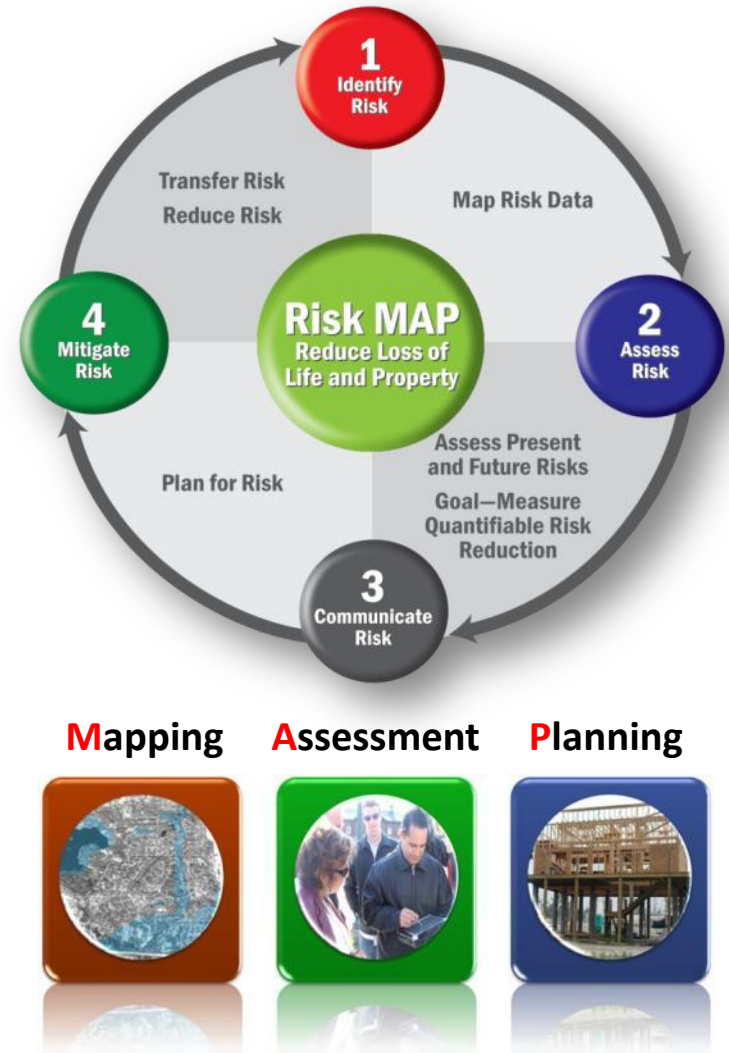 1
Identify
Risk
Transfer Risk
Reduce Risk
Map Risk Data
4
Mitigate
Risk
Risk MAP
Reduce Loss of
Life and Property
2
Assess
Risk
Assess Present
and Future Risks
Goal—Measure
Quantifiable Risk
Reduction
Plan for Risk
3
Communicate
Risk
Mapping Assessment Planning